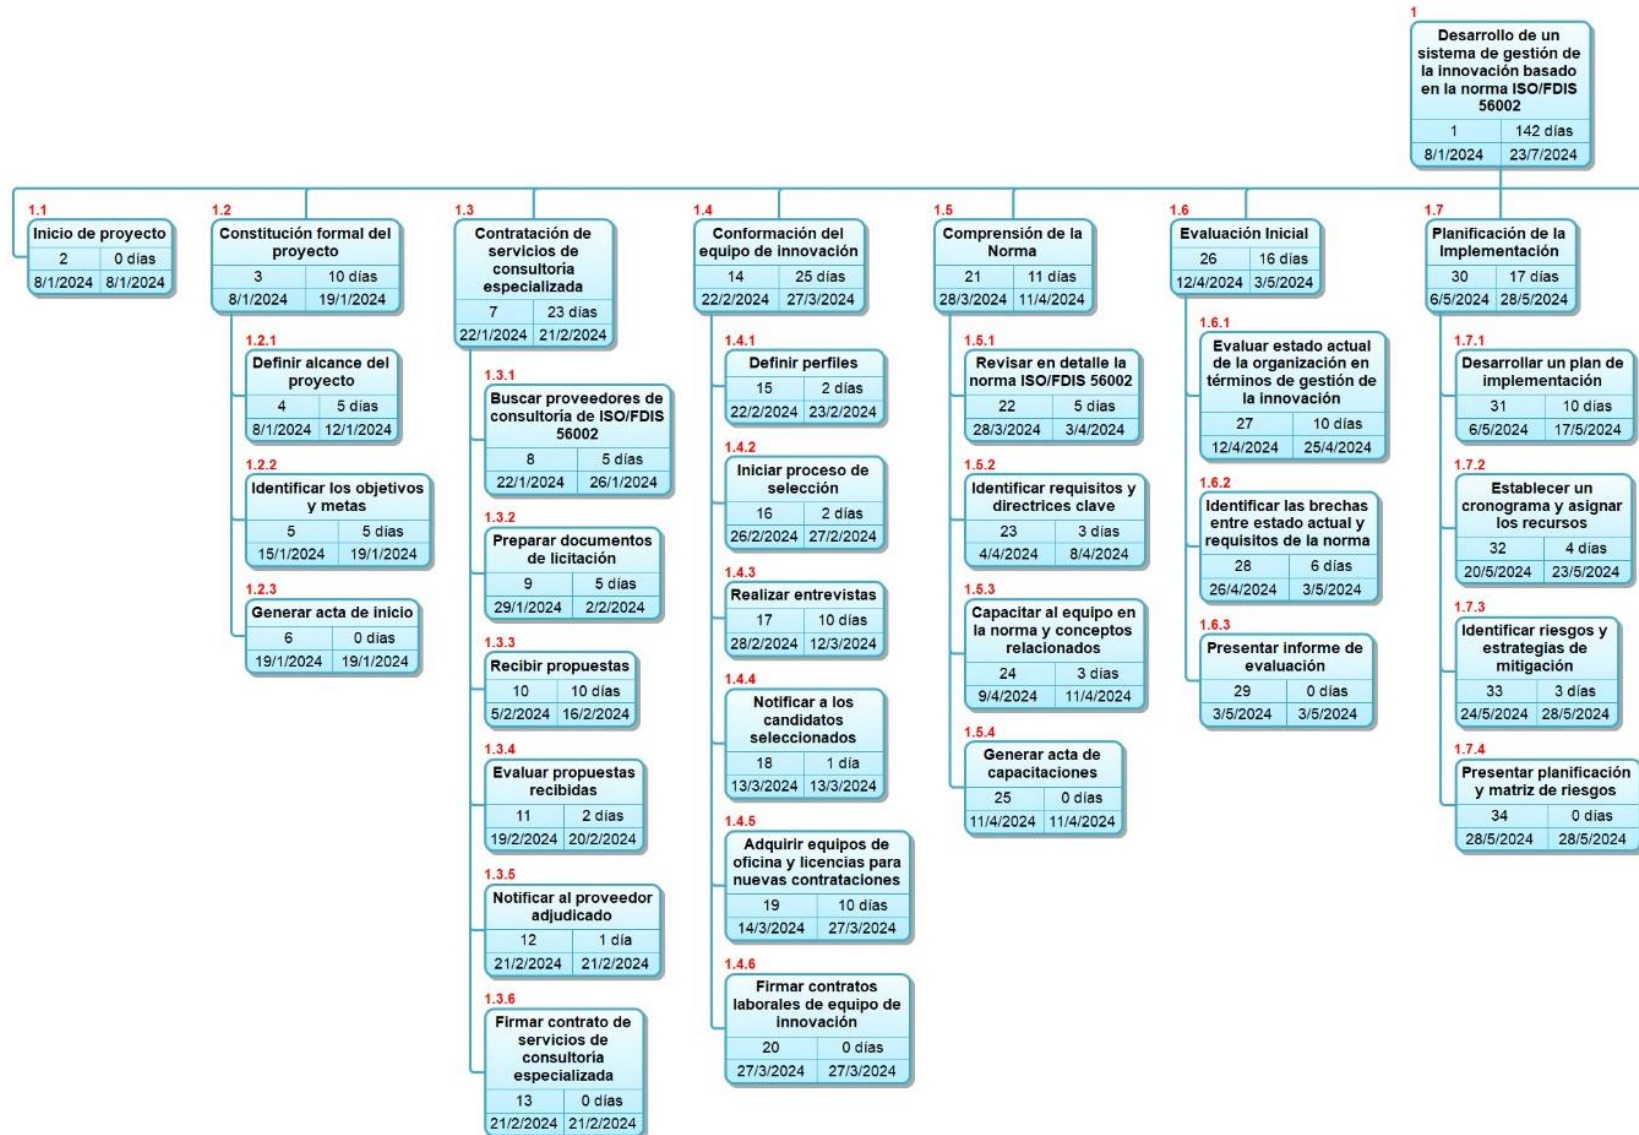 1
Desarrollo de un
sistema de gestión de
la innovación basado
en la norma ISO/FDIS
56002
1 142 días
8/1/2024 23/7/2024
1.1
Inicio de proyecto
2 0 días
8/1/2024 8/1/2024
1.2
Constitución formal del
proyecto
3 10 días
8/1/2024 19/1/2024
1.2.1
Definir alcance del
proyecto
4 5 días
8/1/2024 12/1/2024
1.2.2
Identificar los objetivos
y metas
5 5 días
15/1/2024 19/1/2024
1.2.3
Generar acta de inicio
6 0 días
19/1/2024 19/1/2024
1.3
Contratación de
servicios de
consultoría
especializada
7 23 días
22/1/2024 21/2/2024
1.3.1
Buscar proveedores de
consultoría de ISO/FDIS
56002
8 5 días
22/1/2024 26/1/2024
1.3.2
Preparar documentos
de licitación
9 5 días
29/1/2024 2/2/2024
1.3.3
Recibir propuestas
10 10 días
5/2/2024 16/2/2024
1.3.4
Evaluar propuestas
recibidas
11 2 días
19/2/2024 20/2/2024
1.3.5
Notificar al proveedor
adjudicado
12 1 día
21/2/2024 21/2/2024
1.3.6
Firmar contrato de
servicios de
consultoría
especializada
13 0 días
21/2/2024 21/2/2024
1.4
Conformación del
equipo de innovación
14 25 días
22/2/2024 27/3/2024
1.4.1
Definir perfiles
15 2 días
22/2/2024 23/2/2024
1.4.2
Iniciar proceso de
selección
16 2 días
26/2/2024 27/2/2024
1.4.3
Realizar entrevistas
17 10 días
28/2/2024 12/3/2024
1.4.4
Notificar a los
candidatos
seleccionados
18 1 día
13/3/2024 13/3/2024
1.4.5
Adquirir equipos de
oficina y licencias para
nuevas contrataciones
19 10 días
14/3/2024 27/3/2024
1.4.6
Firmar contratos
laborales de equipo de
innovación
20 0 días
27/3/2024 27/3/2024
1.5
Comprensión de la
Norma
21 11 días
28/3/2024 11/4/2024
1.5.1
Revisar en detalle la
norma ISO/FDIS 56002
22 5 días
28/3/2024 3/4/2024
1.5.2
Identificar requisitos y
directrices clave
23 3 días
4/4/2024 8/4/2024
1.5.3
Capacitar al equipo en
la norma y conceptos
relacionados
24 3 días
9/4/2024 11/4/2024
1.5.4
Generar acta de
capacitaciones
25 0 días
11/4/2024 11/4/2024
1.6
Evaluación Inicial
26 16 días
12/4/2024 3/5/2024
1.6.1
Evaluar estado actual
de la organización en
términos de gestión de
la innovación
27 10 días
12/4/2024 25/4/2024
1.6.2
Identificar las brechas
entre estado actual y
requisitos de la norma
28 6 días
26/4/2024 3/5/2024
1.6.3
Presentar informe de
evaluación
29 0 días
3/5/2024 3/5/2024
1.7
Planificación de la
Implementación
30 17 días
6/5/2024 28/5/2024
1.7.1
Desarrollar un plan de
implementación
31 10 días
6/5/2024 17/5/2024
1.7.2
Establecer un
cronograma y asignar
los recursos
32 4 días
20/5/2024 23/5/2024
1.7.3
Identificar riesgos y
estrategias de
mitigación
33 3 días
24/5/2024 28/5/2024
1.7.4
Presentar planificación
y matriz de riesgos
34 0 días
28/5/2024 28/5/2024